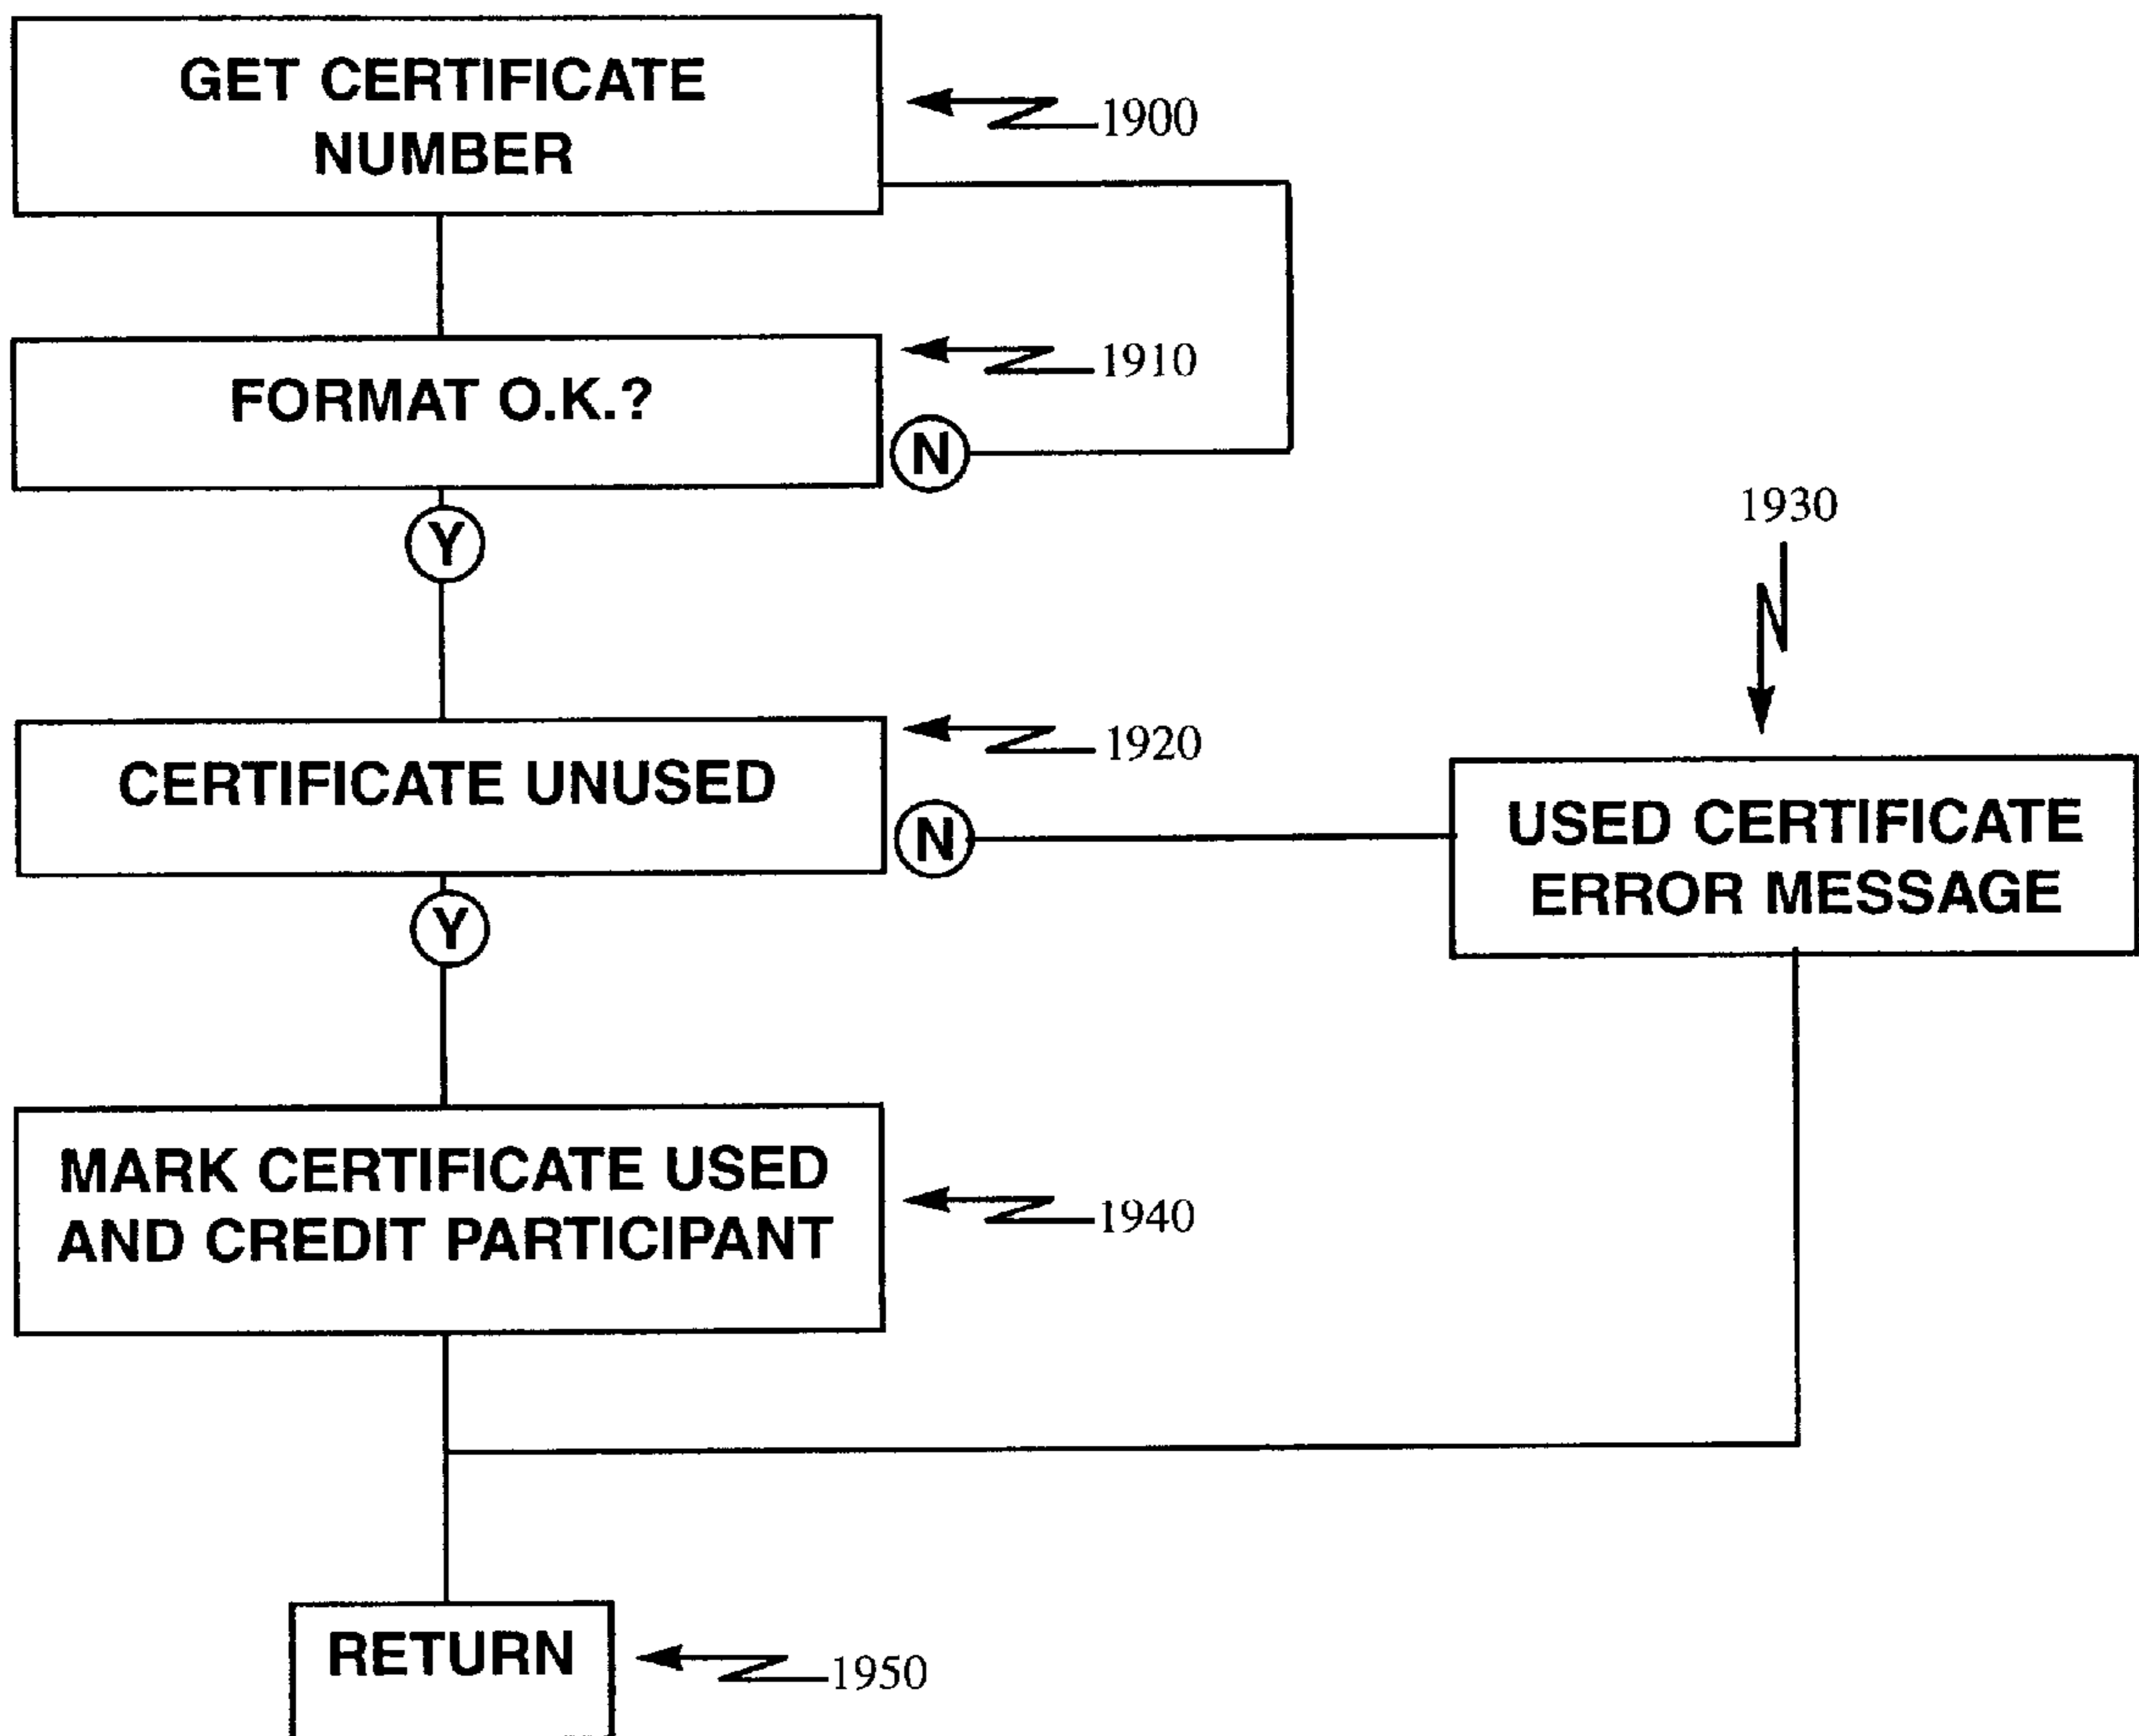 GET CERTIFICATE
NUMBER
1900
FORMAT O.K.?
1910
N
Y
1930
CERTIFICATE UNUSED
1920
N
USED CERTIFICATE
ERROR MESSAGE
Y
MARK CERTIFICATE USED
AND CREDIT PARTICIPANT
1940
RETURN
1950